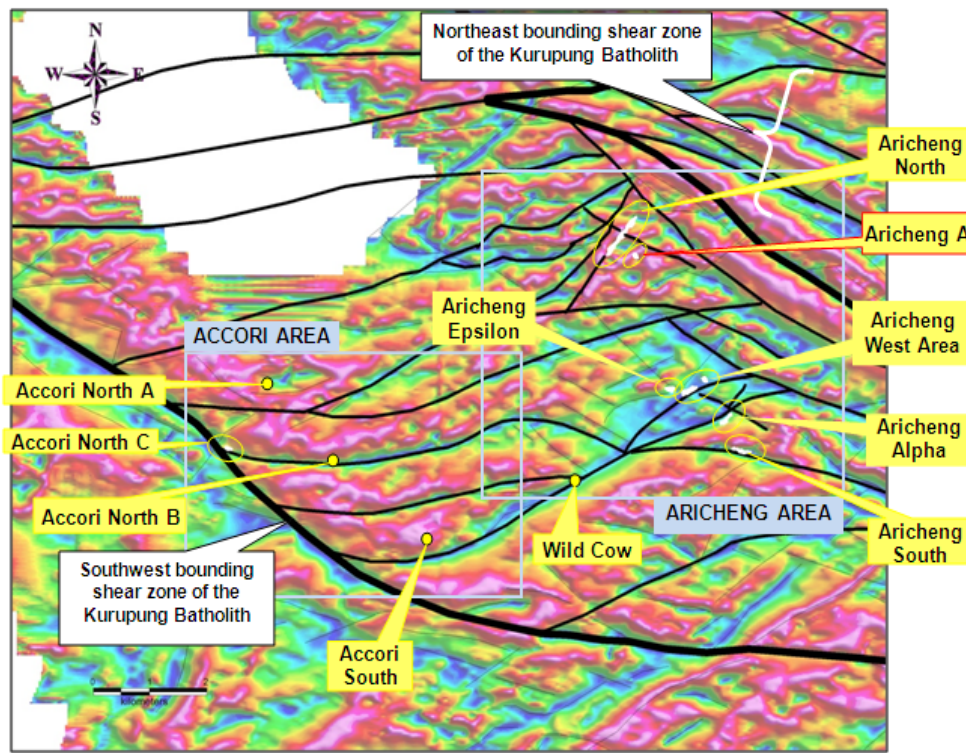 Northeast bounding shear zone
of the Kurupung Batholith
N
W
E
S
Aricheng
North
Aricheng A
Aricheng
Epsilon
Aricheng
West Area
ACCORI AREA
Accori North A
Accori North C
Aricheng
Alpha
Accori North B
ARICHENG AREA
Wild Cow
Aricheng
South
Southwest bounding
shear zone of the
Kurupung Batholith
Accori
South
0 1 2
kilometers